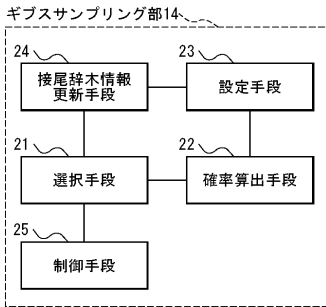 ギブスサンプリング部14
24
接尾辞木情報
更新手段
23
設定手段
21
選択手段
22
確率算出手段
25
制御手段